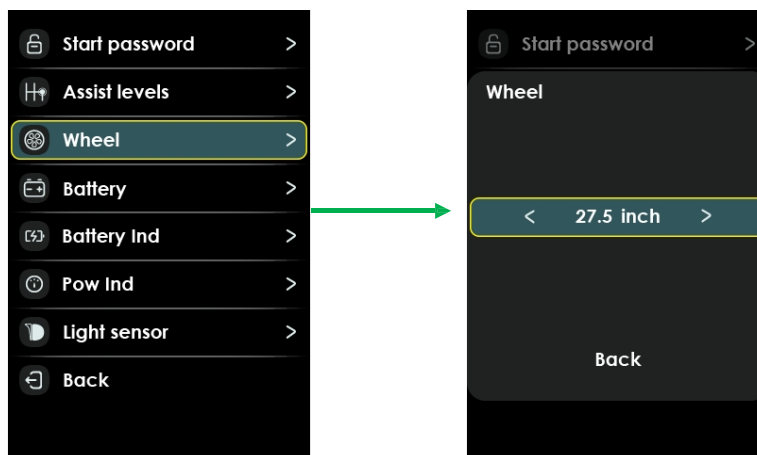 Start password >
Assist levels >
Wheel >
Battery >
Battery Ind >
Pow Ind >
Light sensor >
Back
Start password >
Wheel
< 27.5 inch >
Back